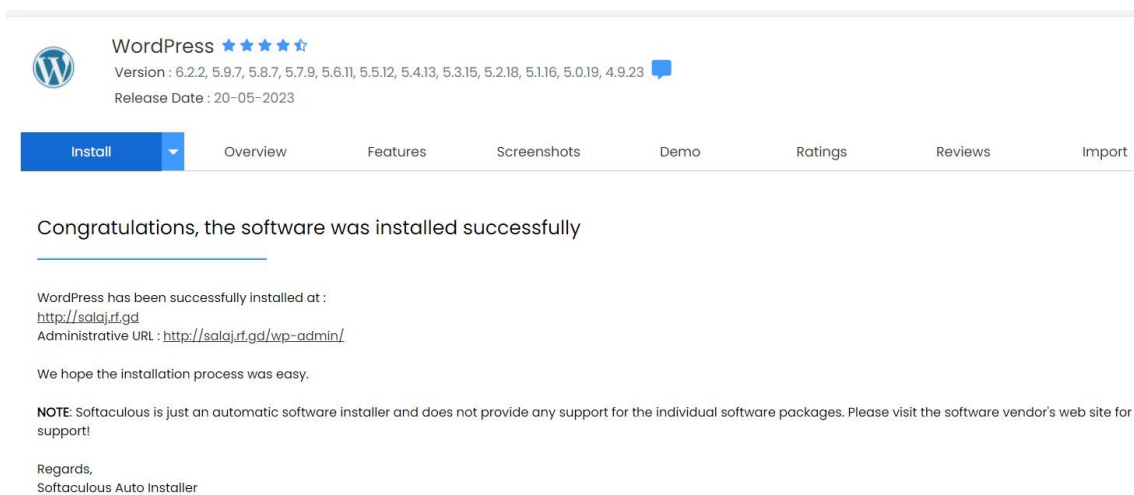 WordPress
Version : 6.2.2, 5.9.7, 5.8.7, 5.7.9, 5.6.11, 5.5.12, 5.4.13, 5.3.15, 5.2.18, 5.1.16, 5.0.19, 4.9.23
Release Date : 20-05-2023
Install Overview Features Screenshots Demo Ratings Reviews Import
Congratulations, the software was installed successfully
WordPress has been successfully installed at :
http://salaj.rf.gd
Administrative URL : http://salaj.rf.gd/wp-admin/
We hope the installation process was easy.
NOTE: Softaculous is just an automatic software installer and does not provide any support for the individual software packages. Please visit the software vendor's web site for
support!
Regards,
Softaculous Auto Installer